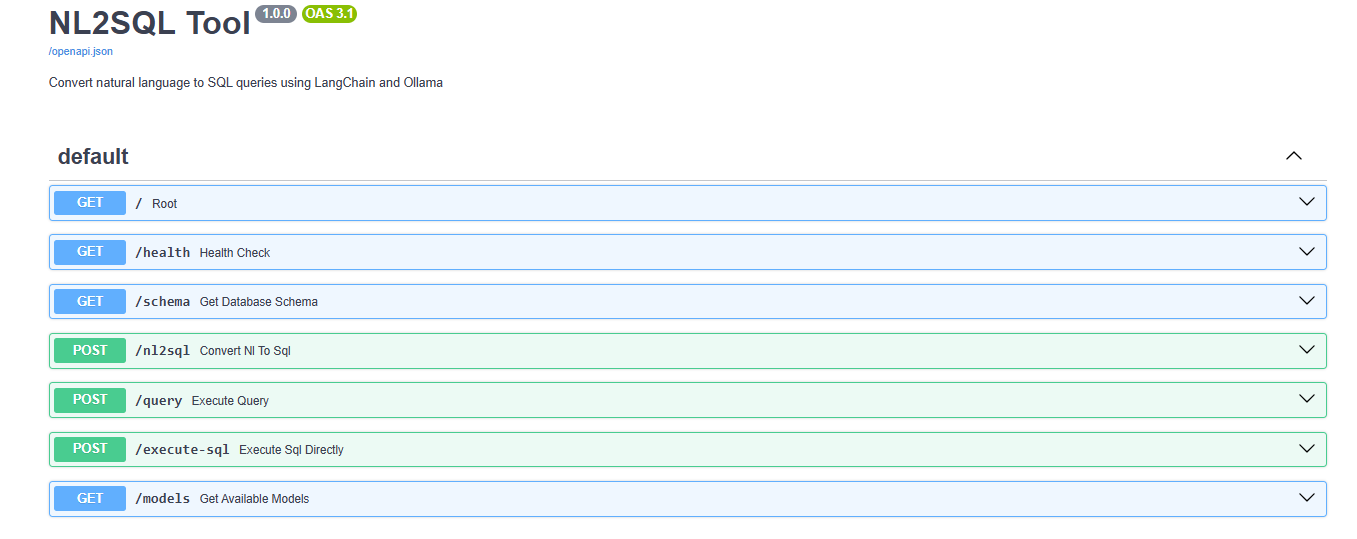 NL2SQL Tool 1.0.0 OAS 3.1
/openapi.json
Convert natural language to SQL queries using LangChain and Ollama
default
GET / Root
GET /health Health Check
GET /schema Get Database Schema
POST /nl2sql Convert Nl To Sql
POST /query Execute Query
POST /execute-sql Execute Sql Directly
GET /models Get Available Models